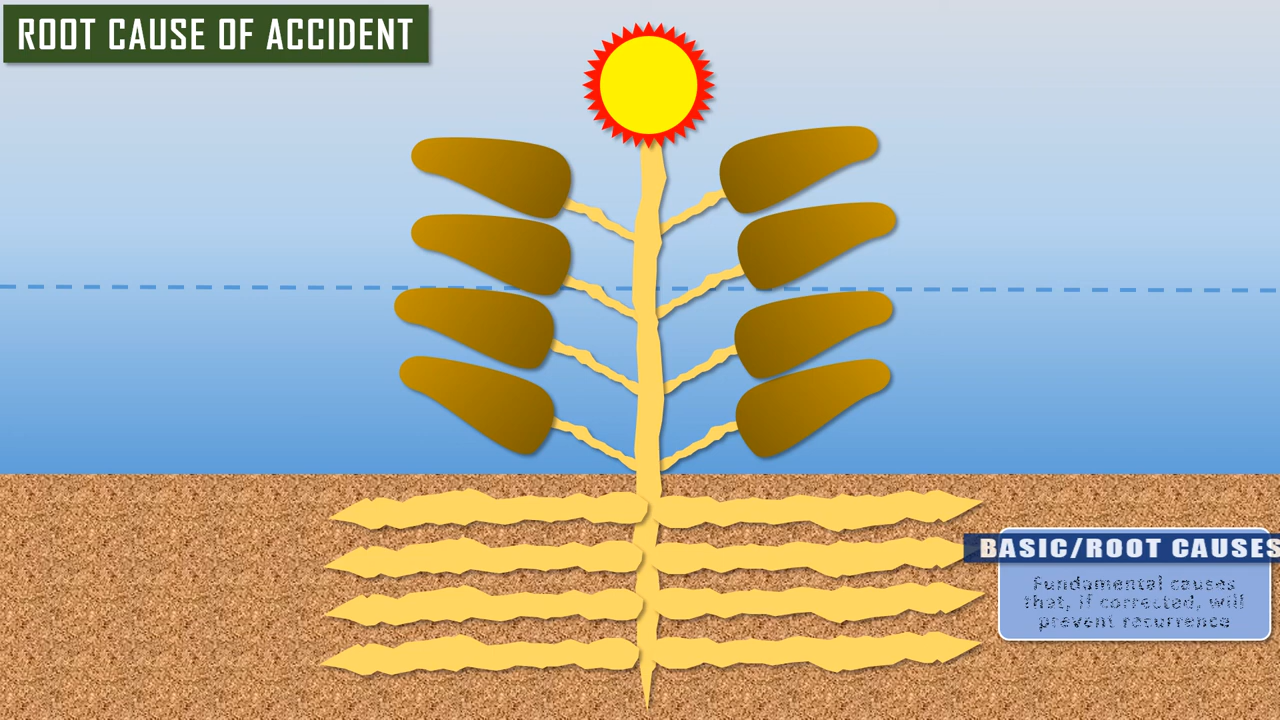 ROOT CAUSE OF ACCIDENT
BASIC/ROOT CAUSES
Fundamental causes
that, if corrected, will
prevent recurrence